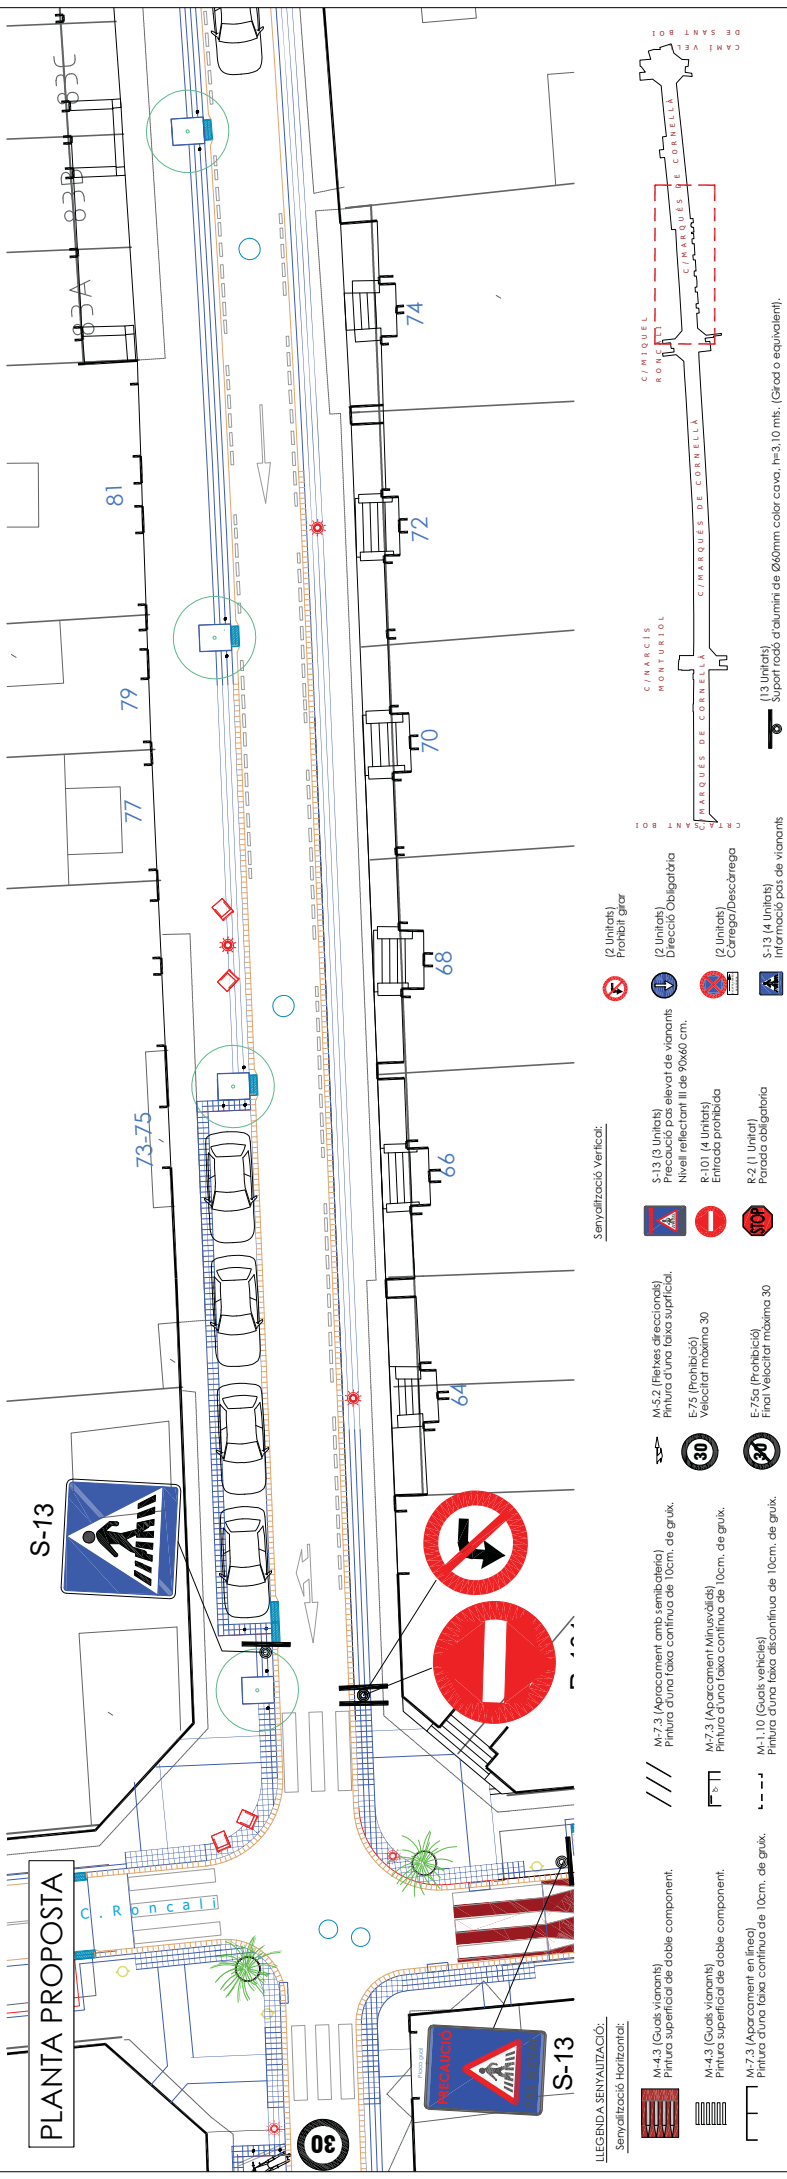 PLANTA PROPOSTA
C. Roncali
S-13
73-75
77
79
81
83A
83B
83C
64
66
68
70
72
74
30
PRECAUCIÓ
S-13
LLEGENDA SENYALITZACIÓ:
Senyalització Horitzontal:
M-4.3 (Guals vianants)
Pintura superficial de doble component.
M-4.3 (Guals vianants)
Pintura superficial de doble component.
M-7.3 (Aparcament en línea)
Pintura d'una faixa contínua de 10cm. de gruix.
M-7.3 (Apracament amb semibateria)
Pintura d'una faixa contínua de 10cm. de gruix.
M-7.3 (Aparcament Minusvàlids)
Pintura d'una faixa contínua de 10cm. de gruix.
M-1.10 (Guals vehicles)
Pintura d'una faixa discontínua de 10cm. de gruix.
M-5.2 (Fletxes direccionals)
Pintura d'una faixa suprficial.
30
E-75 (Prohibició)
Velocitat màxima 30
30
E-75a (Prohibició)
Final Velocitat màxima 30
Senyalització Vertical:
S-13 (3 Unitats)
Precaució pas elevat de vianants
Nivell reflectant III de 90x60 cm.
R-101 (4 Unitats)
Entrada prohibida
STOP
R-2 (1 Unitat)
Parada obligatoria
(2 Unitats)
Prohibit girar
(2 Unitats)
Direcció Obligatòria
(2 Unitats)
Càrrega/Descàrrega
S-13 (4 Unitats)
Informació pas de vianants
(13 Unitats)
Suport rodó d'alumini de Ø60mm color cava, h=3,10 mts. (Girod o equivalent).
CRTA SANT BOI
C/MARQUÉS DE CORNELLÀ
C/NARCÍS
MONTURIOL
C/MARQUÉS DE CORNELLÀ
C/MIQUEL
RONCALI
C/MARQUÉS DE CORNELLÀ
CAMÍ VELL
DE SANT BOI